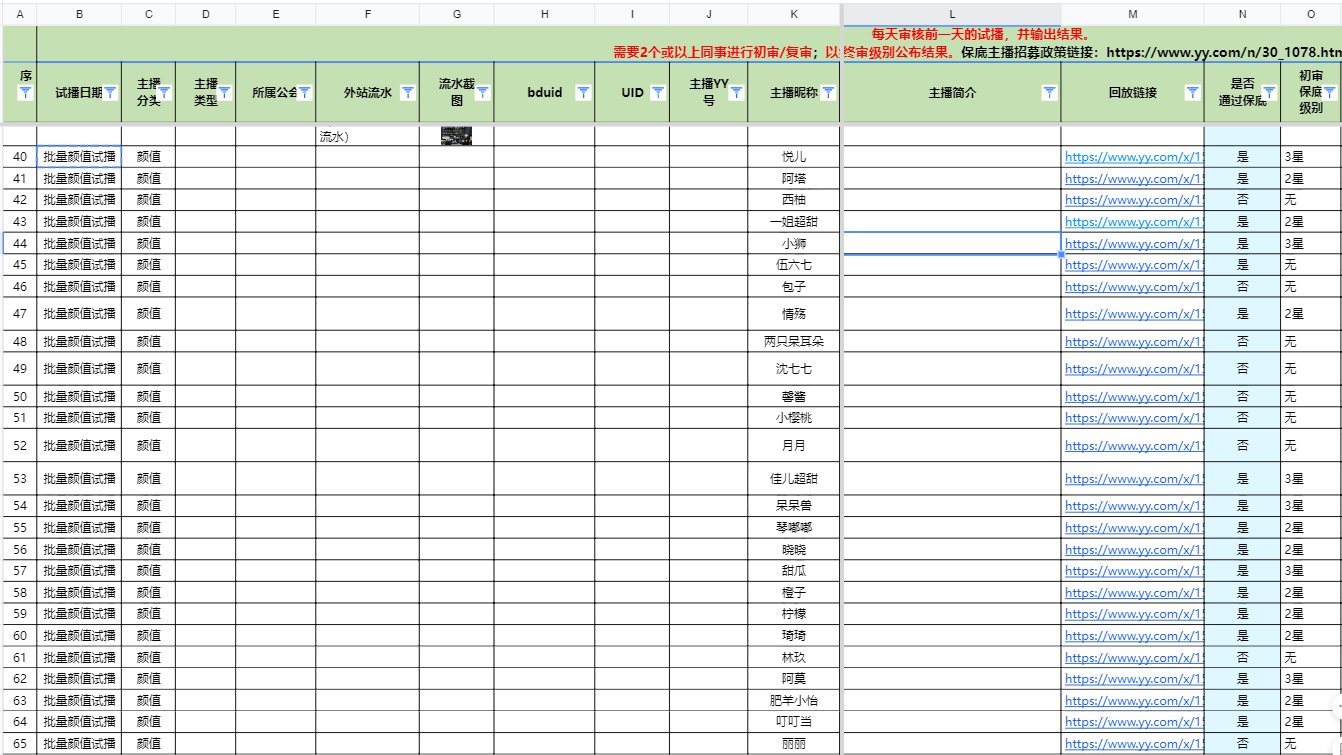 A B C D E F G H I J K L M N O
每天审核前一天的试播，并输出结果。
需要2个或以上同事进行初审/复审；以终审级别公布结果。保底主播招募政策链接：https://www.yy.com/n/30_1078.htm
序 试播日期 主播分类 主播类型 所属公会 外站流水 流水截图 bduid UID 主播YY号 主播昵称 主播简介 回放链接 是否通过保底 初审保底级别
流水）
40 批量颜值试播 颜值 悦儿 https://www.yy.com/x/15 是 3星
41 批量颜值试播 颜值 阿塔 https://www.yy.com/x/15 是 2星
42 批量颜值试播 颜值 西柚 https://www.yy.com/x/15 否 无
43 批量颜值试播 颜值 一姐超甜 https://www.yy.com/x/15 是 2星
44 批量颜值试播 颜值 小狮 https://www.yy.com/x/15 是 3星
45 批量颜值试播 颜值 伍六七 https://www.yy.com/x/15 是 无
46 批量颜值试播 颜值 包子 https://www.yy.com/x/15 否 无
47 批量颜值试播 颜值 情殇 https://www.yy.com/x/15 是 2星
48 批量颜值试播 颜值 两只呆耳朵 https://www.yy.com/x/15 否 无
49 批量颜值试播 颜值 沈七七 https://www.yy.com/x/15 否 无
50 批量颜值试播 颜值 馨酱 https://www.yy.com/x/15 否 无
51 批量颜值试播 颜值 小樱桃 https://www.yy.com/x/15 否 无
52 批量颜值试播 颜值 月月 https://www.yy.com/x/15 否 无
53 批量颜值试播 颜值 佳儿超甜 https://www.yy.com/x/15 是 3星
54 批量颜值试播 颜值 呆呆兽 https://www.yy.com/x/15 是 3星
55 批量颜值试播 颜值 琴嘟嘟 https://www.yy.com/x/15 是 2星
56 批量颜值试播 颜值 晓晓 https://www.yy.com/x/15 是 2星
57 批量颜值试播 颜值 甜瓜 https://www.yy.com/x/15 是 3星
58 批量颜值试播 颜值 橙子 https://www.yy.com/x/15 是 2星
59 批量颜值试播 颜值 柠檬 https://www.yy.com/x/15 是 2星
60 批量颜值试播 颜值 琦琦 https://www.yy.com/x/15 是 2星
61 批量颜值试播 颜值 林玖 https://www.yy.com/x/15 否 无
62 批量颜值试播 颜值 阿莫 https://www.yy.com/x/15 是 3星
63 批量颜值试播 颜值 肥羊小怡 https://www.yy.com/x/15 是 2星
64 批量颜值试播 颜值 叮叮当 https://www.yy.com/x/15 是 2星
65 批量颜值试播 颜值 丽丽 https://www.yy.com/x/15 否 无